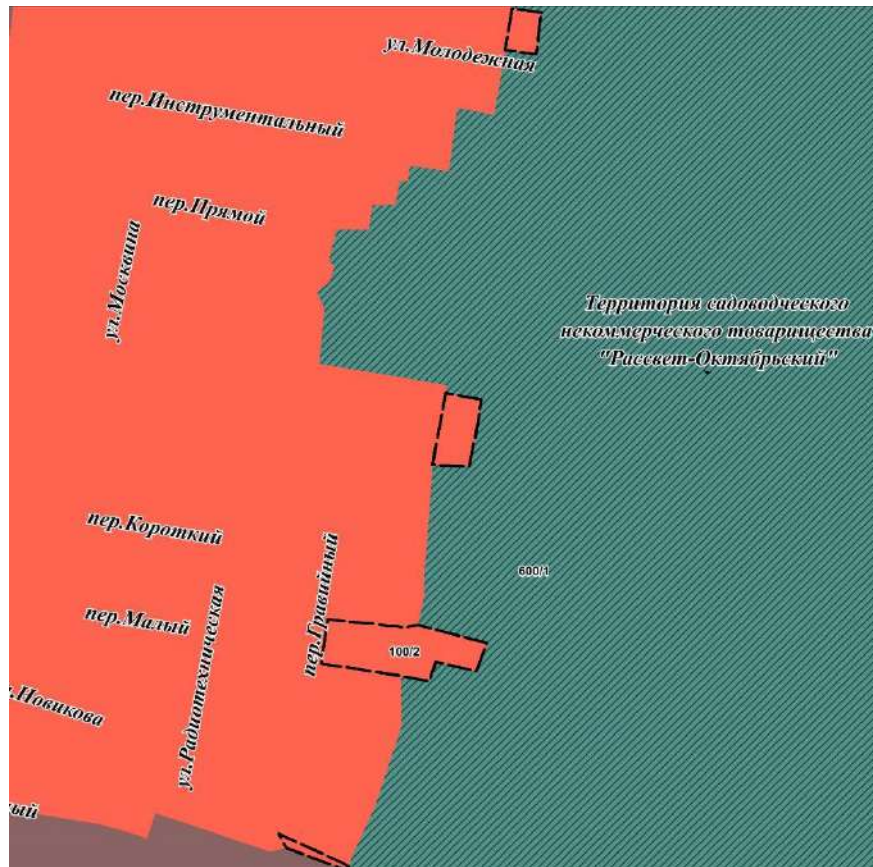 ул.Молодежная
пер.Инструментальный
пер.Прямой
ул.Москвина
Территория садоводческого
некоммерческого товарищества
"Рассвет-Октябрьский"
пер.Короткий
пер.Гравийный
600/1
пер.Малый
ул.Радиотехническая
100/2
л.Новикова
ный